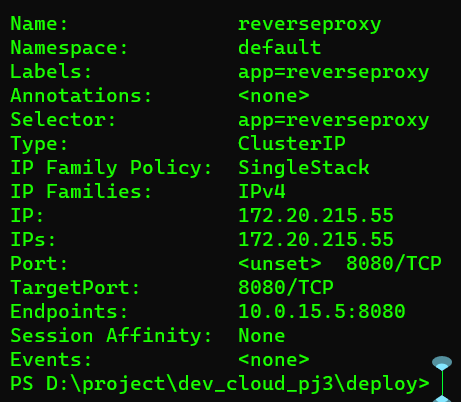 Name: reverseproxy
Namespace: default
Labels: app=reverseproxy
Annotations: <none>
Selector: app=reverseproxy
Type: ClusterIP
IP Family Policy: SingleStack
IP Families: IPv4
IP: 172.20.215.55
IPs: 172.20.215.55
Port: <unset> 8080/TCP
TargetPort: 8080/TCP
Endpoints: 10.0.15.5:8080
Session Affinity: None
Events: <none>
PS D:\project\dev_cloud_pj3\deploy>